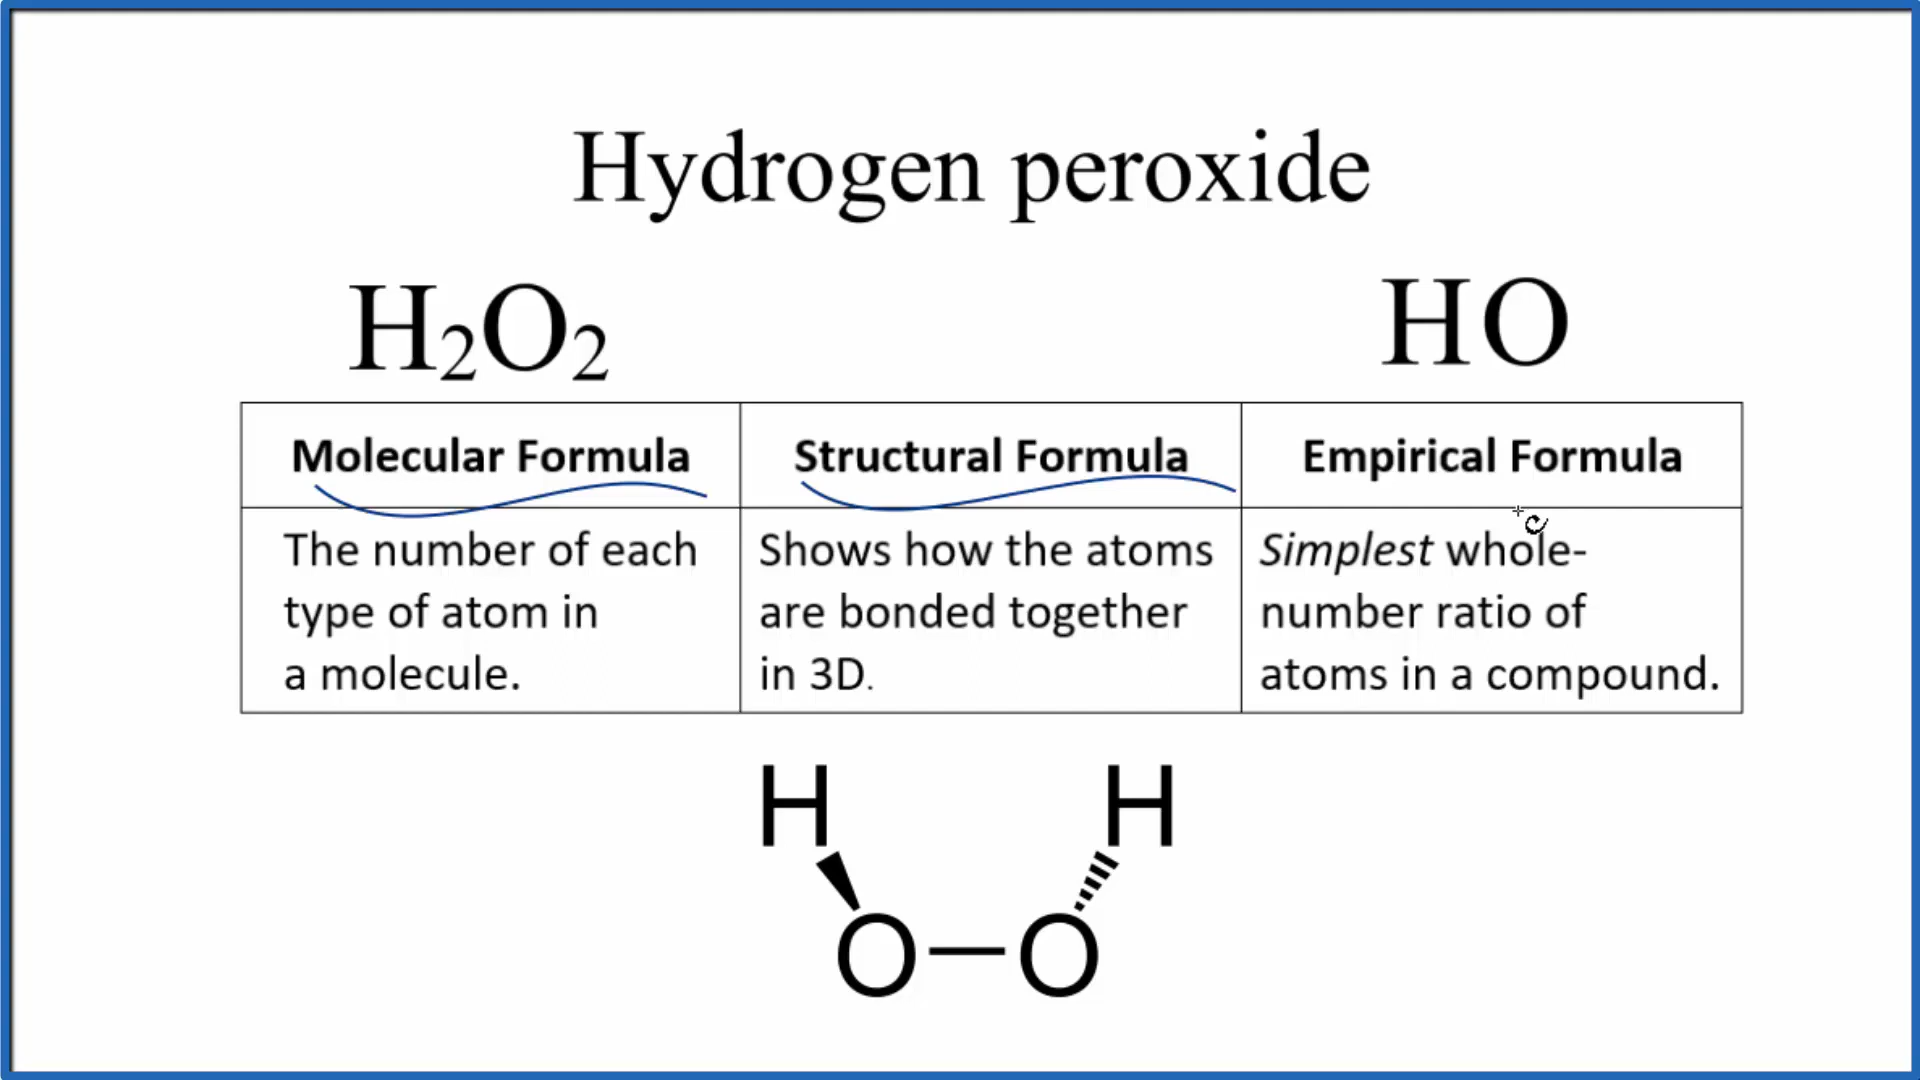 Hydrogen peroxide
H₂O₂
HO
Molecular Formula
Structural Formula
Empirical Formula
The number of each
type of atom in
a molecule.
Shows how the atoms
are bonded together
in 3D.
Simplest whole-
number ratio of
atoms in a compound.
H H
O—O